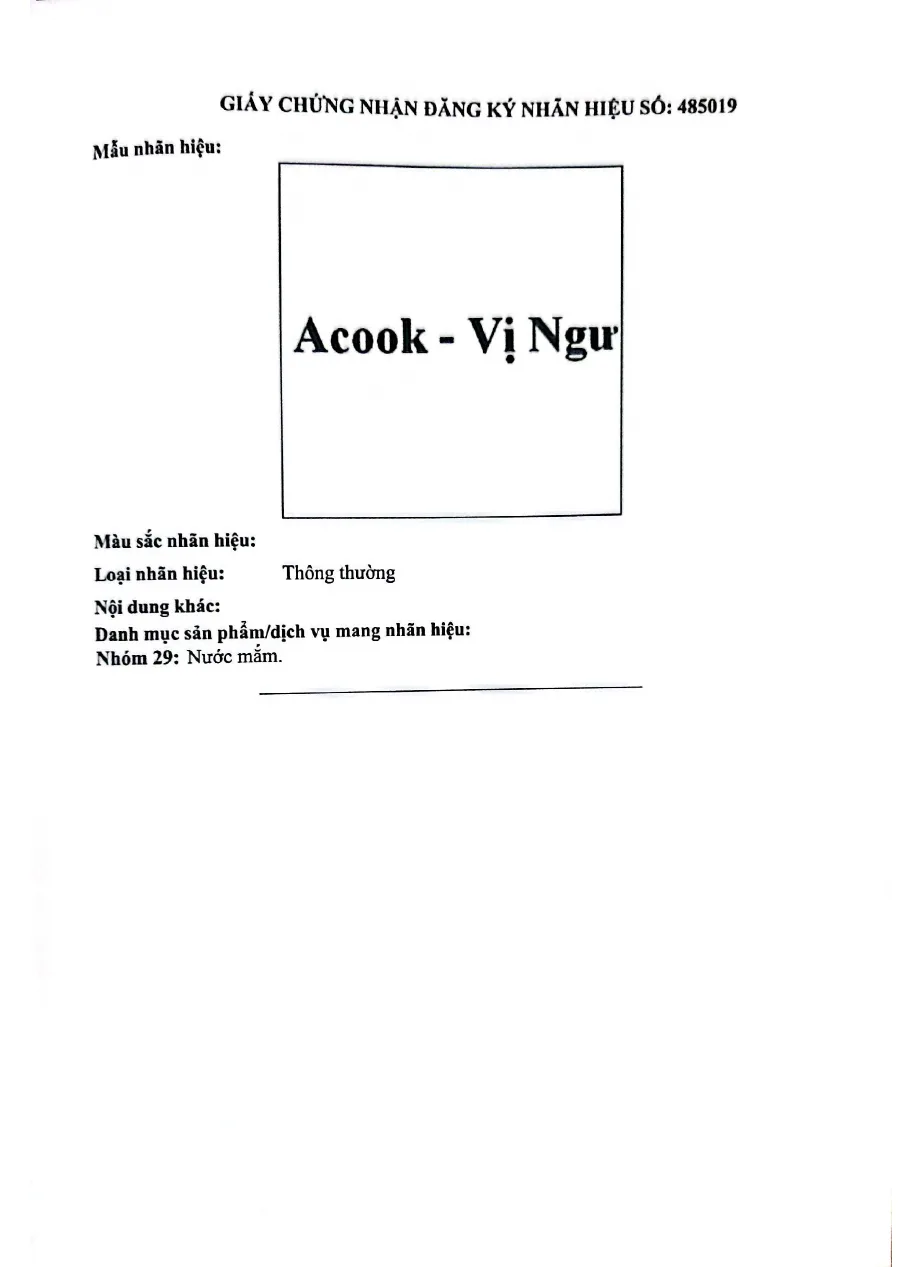 GIẤY CHỨNG NHẬN ĐĂNG KÝ NHÃN HIỆU SỐ: 485019
Mẫu nhãn hiệu:
Acook - Vị Ngư
Màu sắc nhãn hiệu:
Loại nhãn hiệu: Thông thường
Nội dung khác:
Danh mục sản phẩm/dịch vụ mang nhãn hiệu:
Nhóm 29: Nước mắm.